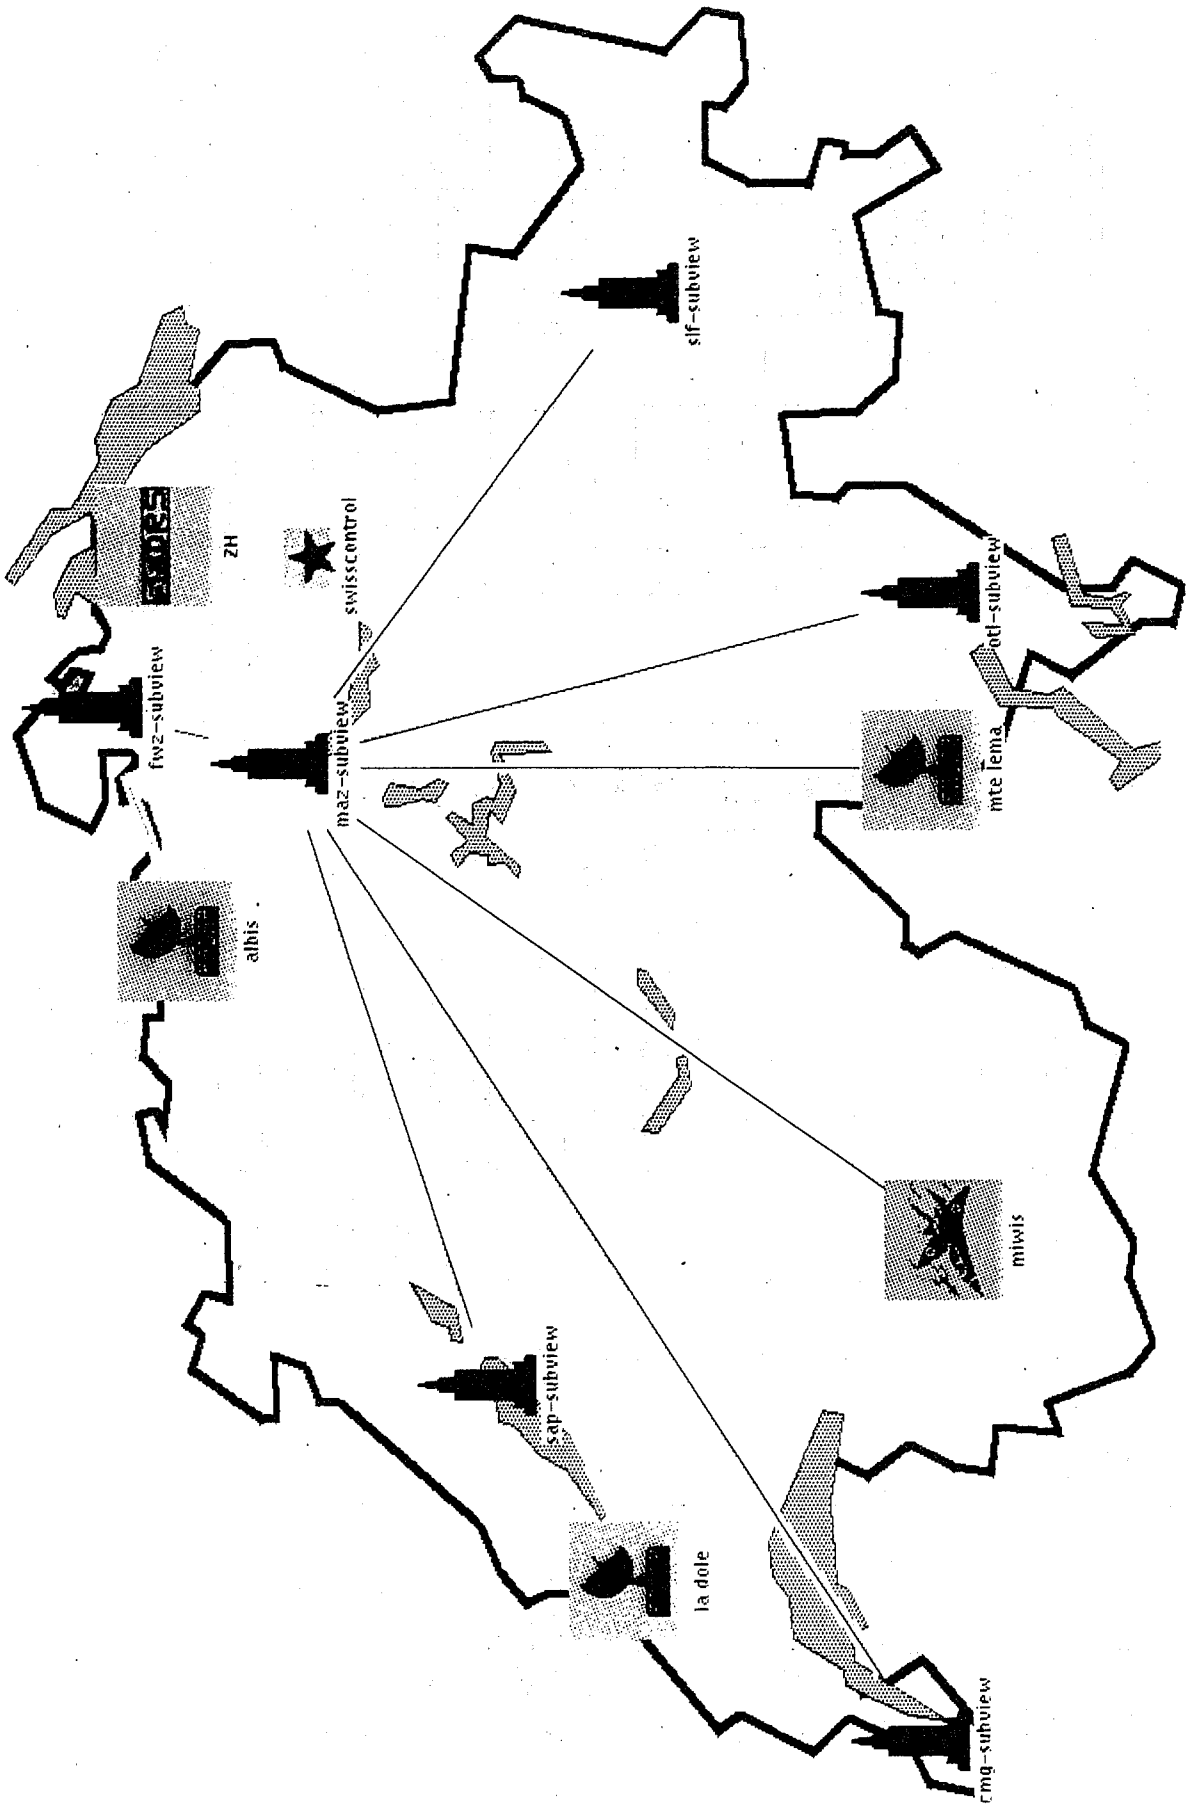 fwz-subview
ZH
swisscontrol
albis
maz-subview
slf-subview
sap-subview
otl-subview
mte lema
la dole
miwis
cmg-subview